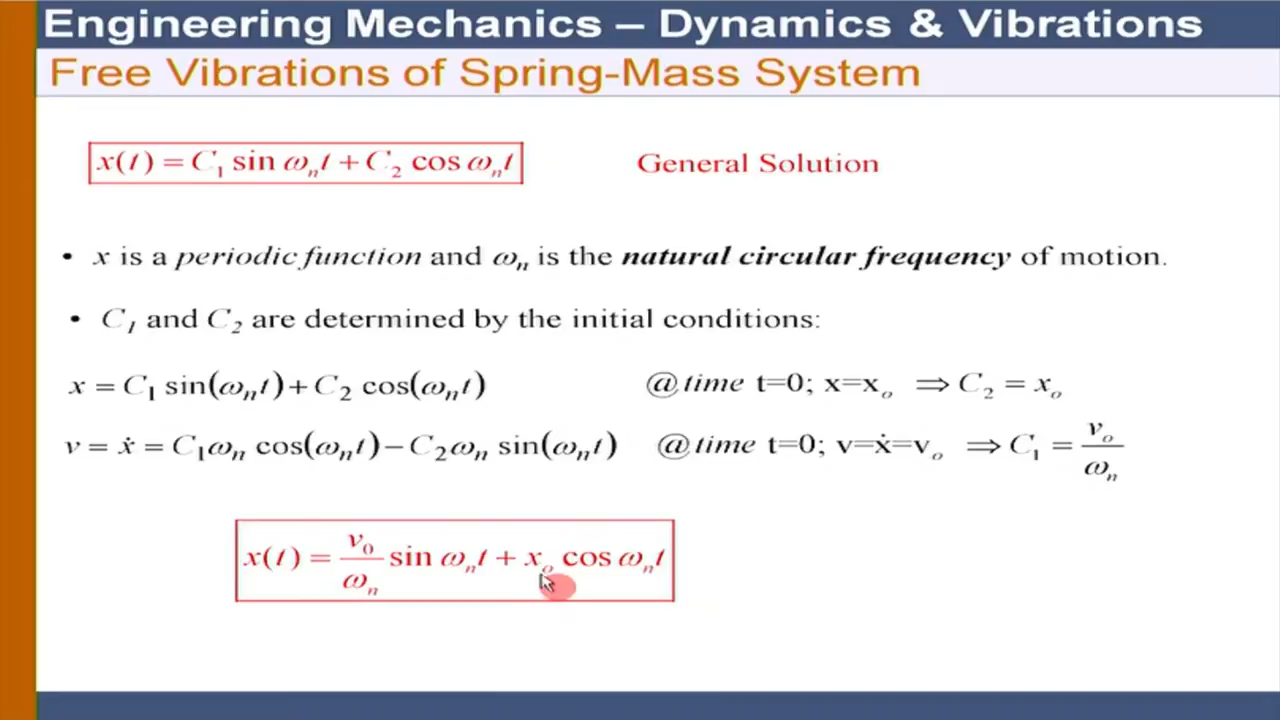 Engineering Mechanics – Dynamics & Vibrations
Free Vibrations of Spring-Mass System
x(t) = C₁ sin ωₙt + C₂ cos ωₙt General Solution
• x is a periodic function and ωₙ is the natural circular frequency of motion.
• C₁ and C₂ are determined by the initial conditions:
x = C₁ sin(ωₙt) + C₂ cos(ωₙt) @ time t=0; x=xₒ ⇒ C₂ = xₒ
v = ẋ = C₁ωₙ cos(ωₙt) − C₂ωₙ sin(ωₙt) @ time t=0; v=ẋ=vₒ ⇒ C₁ = vₒ/ωₙ
x(t) = v₀/ωₙ sin ωₙt + xₒ cos ωₙt